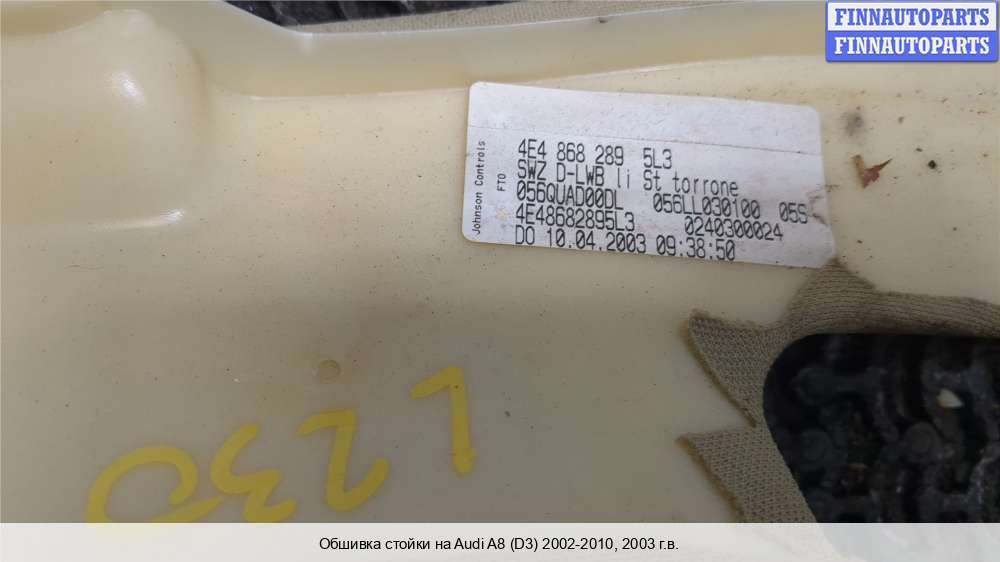 FINNAUTOPARTS
FINNAUTOPARTS
Johnson Controls
FTO
4E4 868 289 5L3
SWZ D-LWB li St torrone
056QUAD00DL 056LL030100 05S
4E48682895L3 0240300024
DO 10.04.2003 09:38:50
L230
Обшивка стойки на Audi A8 (D3) 2002-2010, 2003 г.в.